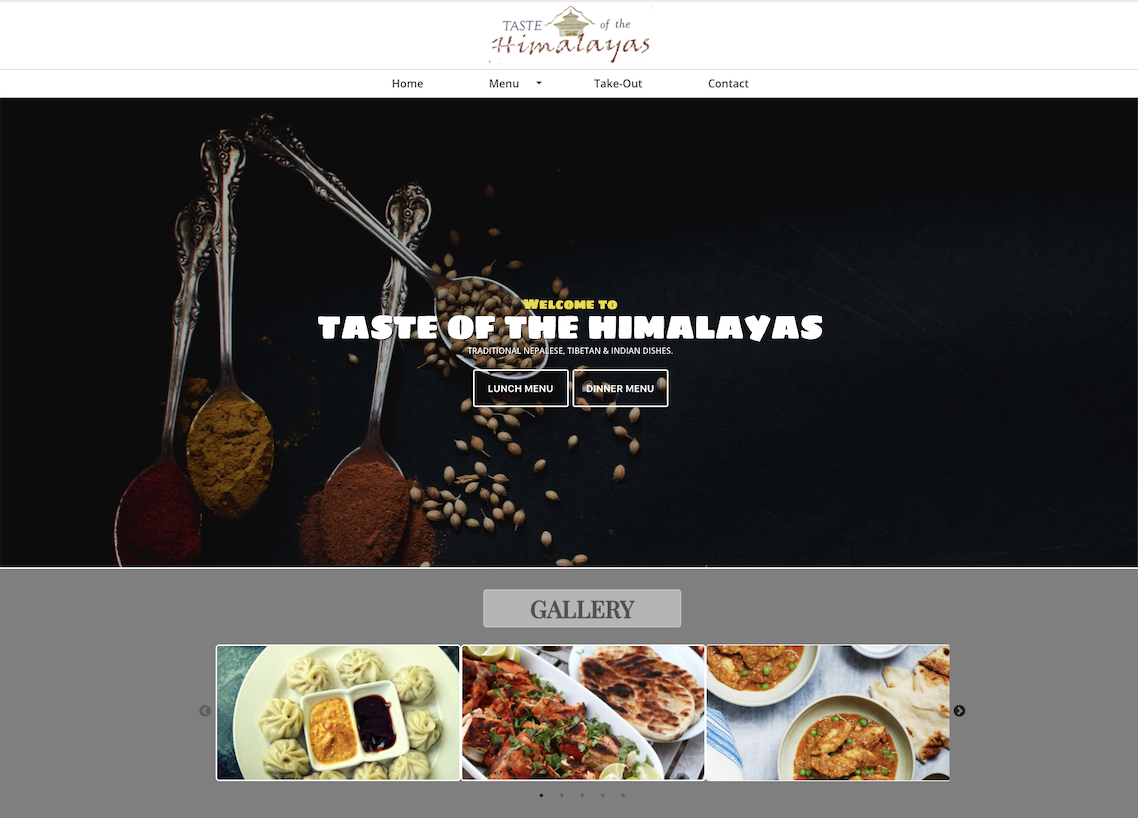 TASTE of the
Himalayas
Home Menu Take-Out Contact
Welcome to
TASTE OF THE HIMALAYAS
TRADITIONAL NEPALESE, TIBETAN & INDIAN DISHES.
LUNCH MENU DINNER MENU
GALLERY